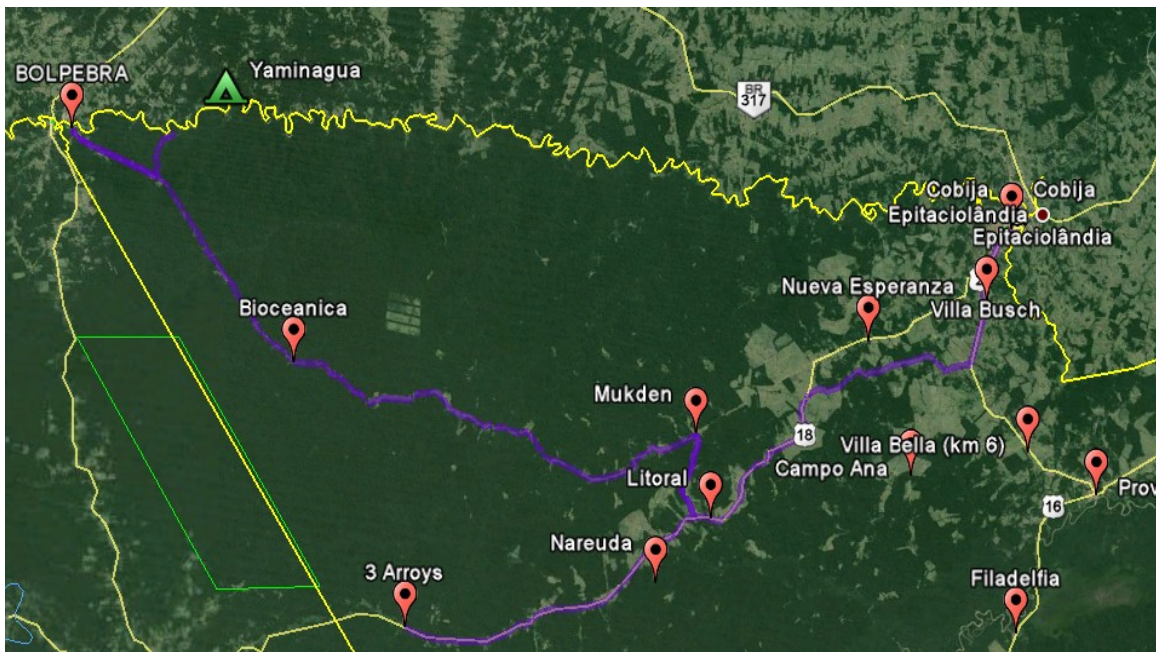 Yaminagua
BOLPEBRA
BR
317
Cobija
Cobija
Epitaciolândia
Epitaciolândia
Nueva Esperanza
Villa Busch
Bioceanica
Mukden
18
Villa Bella (km 6)
Campo Ana
Litoral
Prov
16
Nareuda
3 Arroys
Filadelfia